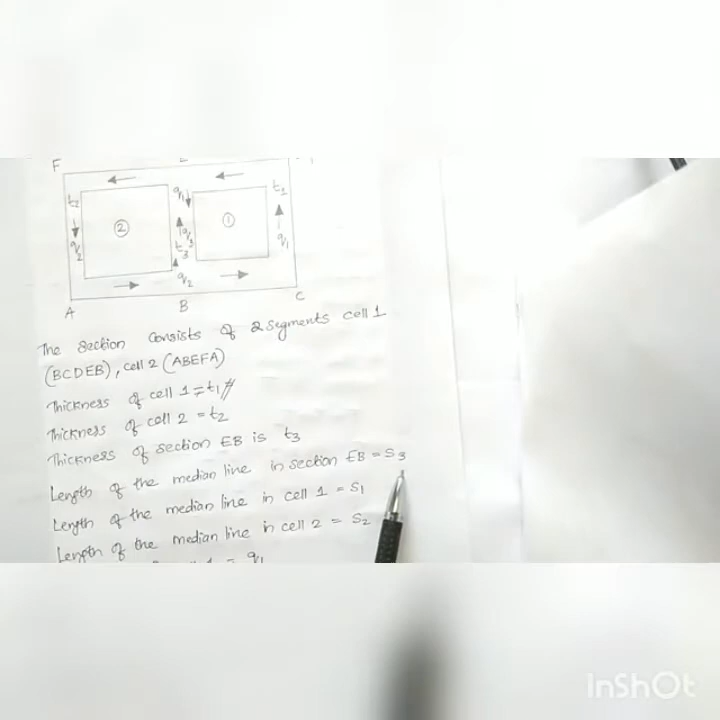 F
t2
q1
t2
2
1
q3
q2
t3
q1
q2
A
B
C
The section consists of 2 segments cell 1
(BCDEB), cell 2 (ABEFA)
Thickness of cell 1 = t1
Thickness of cell 2 = t2
Thickness of section EB is t3
Length of the median line in section EB = S3
Length of the median line in cell 1 = S1
Length of the median line in cell 2 = S2
= q1
InShOt